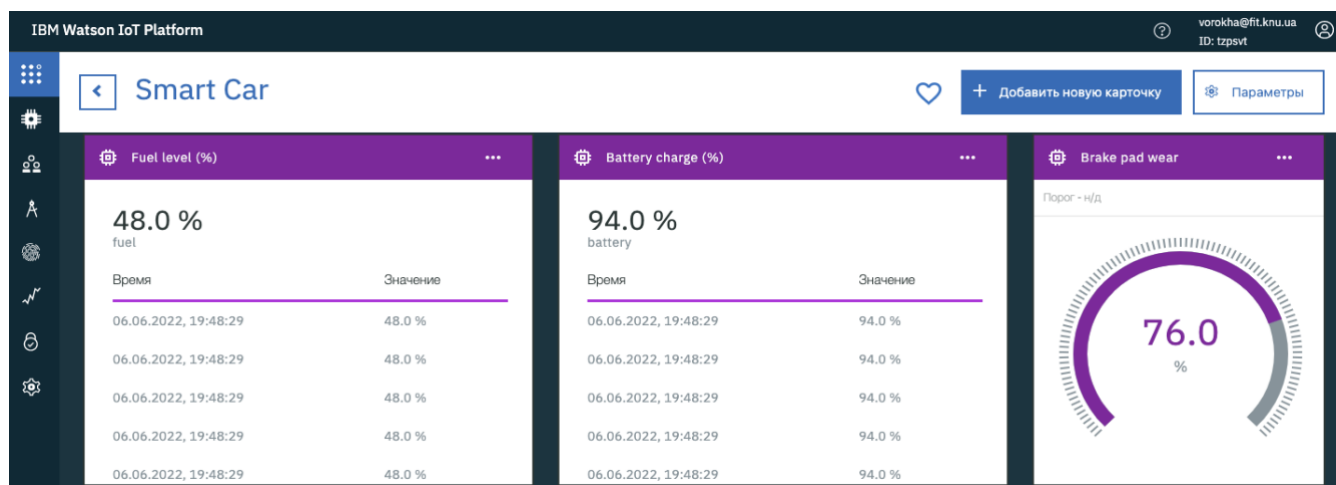 IBM Watson IoT Platform
vorokha@fit.knu.ua
ID: tzpsvt
Smart Car
Добавить новую карточку
Параметры
Fuel level (%)
48.0 %
fuel
Время Значение
06.06.2022, 19:48:29 48.0 %
06.06.2022, 19:48:29 48.0 %
06.06.2022, 19:48:29 48.0 %
06.06.2022, 19:48:29 48.0 %
06.06.2022, 19:48:29 48.0 %
Battery charge (%)
94.0 %
battery
Время Значение
06.06.2022, 19:48:29 94.0 %
06.06.2022, 19:48:29 94.0 %
06.06.2022, 19:48:29 94.0 %
06.06.2022, 19:48:29 94.0 %
06.06.2022, 19:48:29 94.0 %
Brake pad wear
Порог - н/д
76.0
%